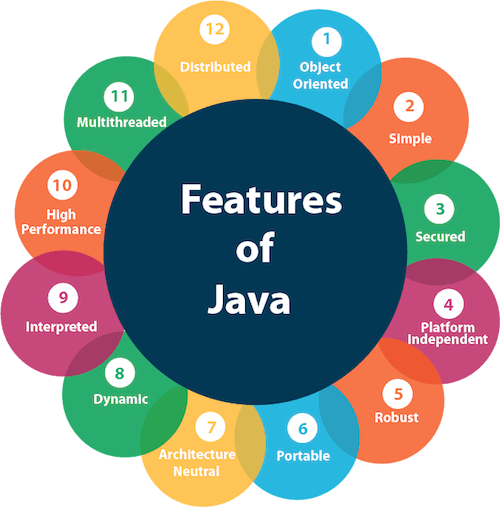 Features
of
Java
1
Object
Oriented
2
Simple
3
Secured
4
Platform
Independent
5
Robust
6
Portable
7
Architecture
Neutral
8
Dynamic
9
Interpreted
10
High
Performance
11
Multithreaded
12
Distributed